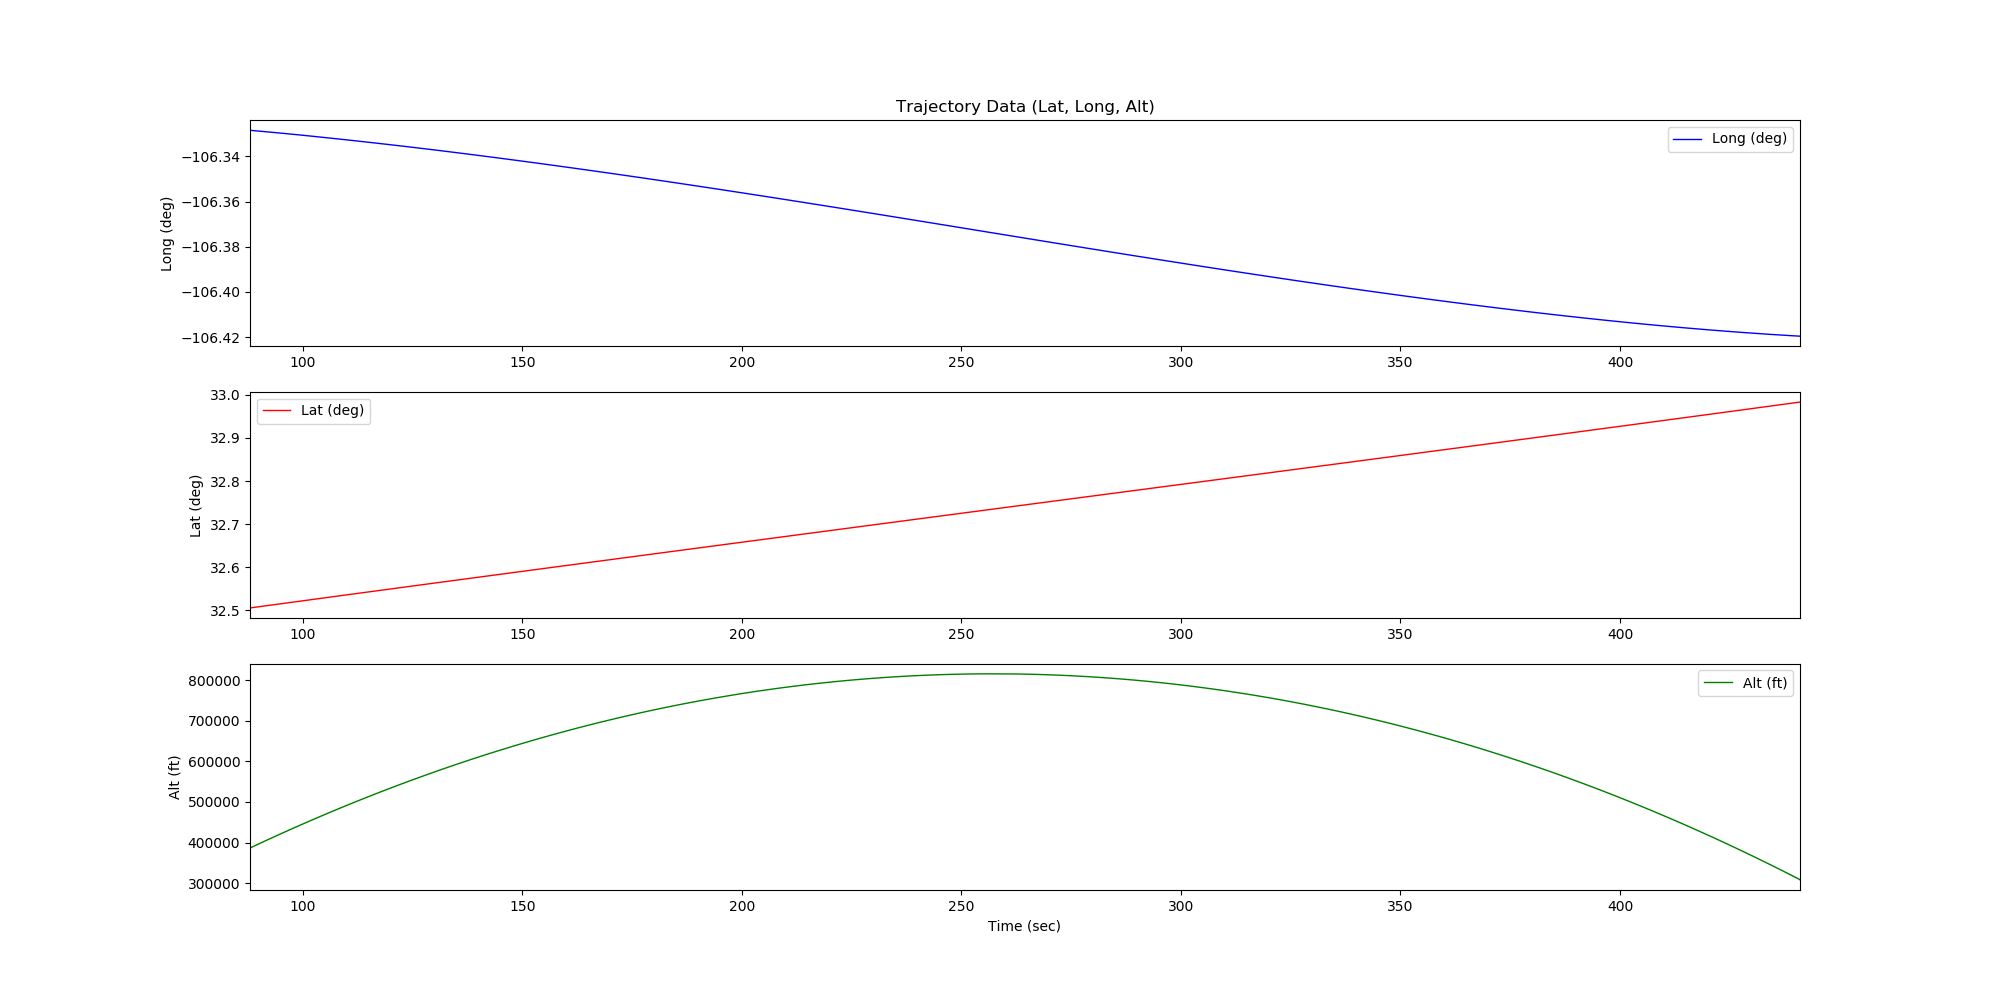 Trajectory Data (Lat, Long, Alt)
Long (deg)
−106.34
−106.36
−106.38
−106.40
−106.42
Long (deg)
100 150 200 250 300 350 400
33.0
32.9
32.8
32.7
32.6
32.5
Lat (deg)
Lat (deg)
100 150 200 250 300 350 400
800000
700000
600000
500000
400000
300000
Alt (ft)
Alt (ft)
100 150 200 250 300 350 400
Time (sec)